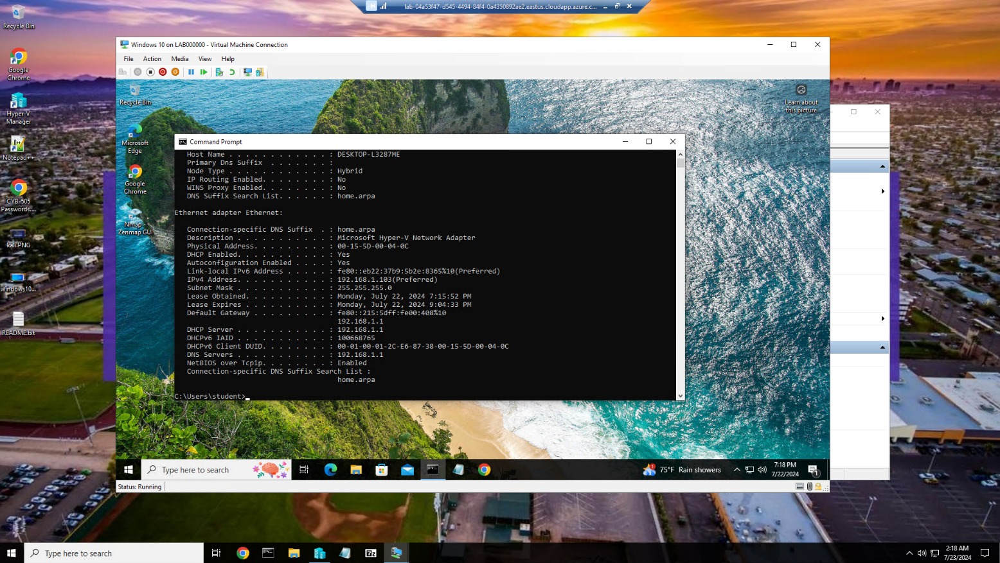 Recycle Bin
Google
Chrome
Hyper-V
Manager
Notepad++
CYB-505
Passwords....
kali.PNG
windows10...
README.txt
lab-04a53f47-d545-4494-84f4-0a4350892ae2.eastus.cloudapp.azure.c...
Windows 10 on LAB000000 - Virtual Machine Connection
File Action Media View Help
Recycle Bin
Microsoft
Edge
Google
Chrome
Nmap -
Zenmap GUI
Learn about
this picture
Command Prompt
Host Name . . . . . . . . . . . . : DESKTOP-L3287ME
Primary Dns Suffix . . . . . . . :
Node Type . . . . . . . . . . . . : Hybrid
IP Routing Enabled. . . . . . . . : No
WINS Proxy Enabled. . . . . . . . : No
DNS Suffix Search List. . . . . . : home.arpa
Ethernet adapter Ethernet:
Connection-specific DNS Suffix . : home.arpa
Description . . . . . . . . . . . : Microsoft Hyper-V Network Adapter
Physical Address. . . . . . . . . : 00-15-5D-00-04-0C
DHCP Enabled. . . . . . . . . . . : Yes
Autoconfiguration Enabled . . . . : Yes
Link-local IPv6 Address . . . . . : fe80::eb22:37b9:5b2e:8365%10(Preferred)
IPv4 Address. . . . . . . . . . . : 192.168.1.103(Preferred)
Subnet Mask . . . . . . . . . . . : 255.255.255.0
Lease Obtained. . . . . . . . . . : Monday, July 22, 2024 7:15:52 PM
Lease Expires . . . . . . . . . . : Monday, July 22, 2024 9:04:33 PM
Default Gateway . . . . . . . . . : fe80::215:5dff:fe00:408%10
192.168.1.1
DHCP Server . . . . . . . . . . . : 192.168.1.1
DHCPv6 IAID . . . . . . . . . . . : 100668765
DHCPv6 Client DUID. . . . . . . . : 00-01-00-01-2C-E6-87-38-00-15-5D-00-04-0C
DNS Servers . . . . . . . . . . . : 192.168.1.1
NetBIOS over Tcpip. . . . . . . . : Enabled
Connection-specific DNS Suffix Search List :
home.arpa
C:\Users\student>
Type here to search
75°F Rain showers
7:18 PM
7/22/2024
1
Status: Running
Type here to search
7z
2:18 AM
7/23/2024